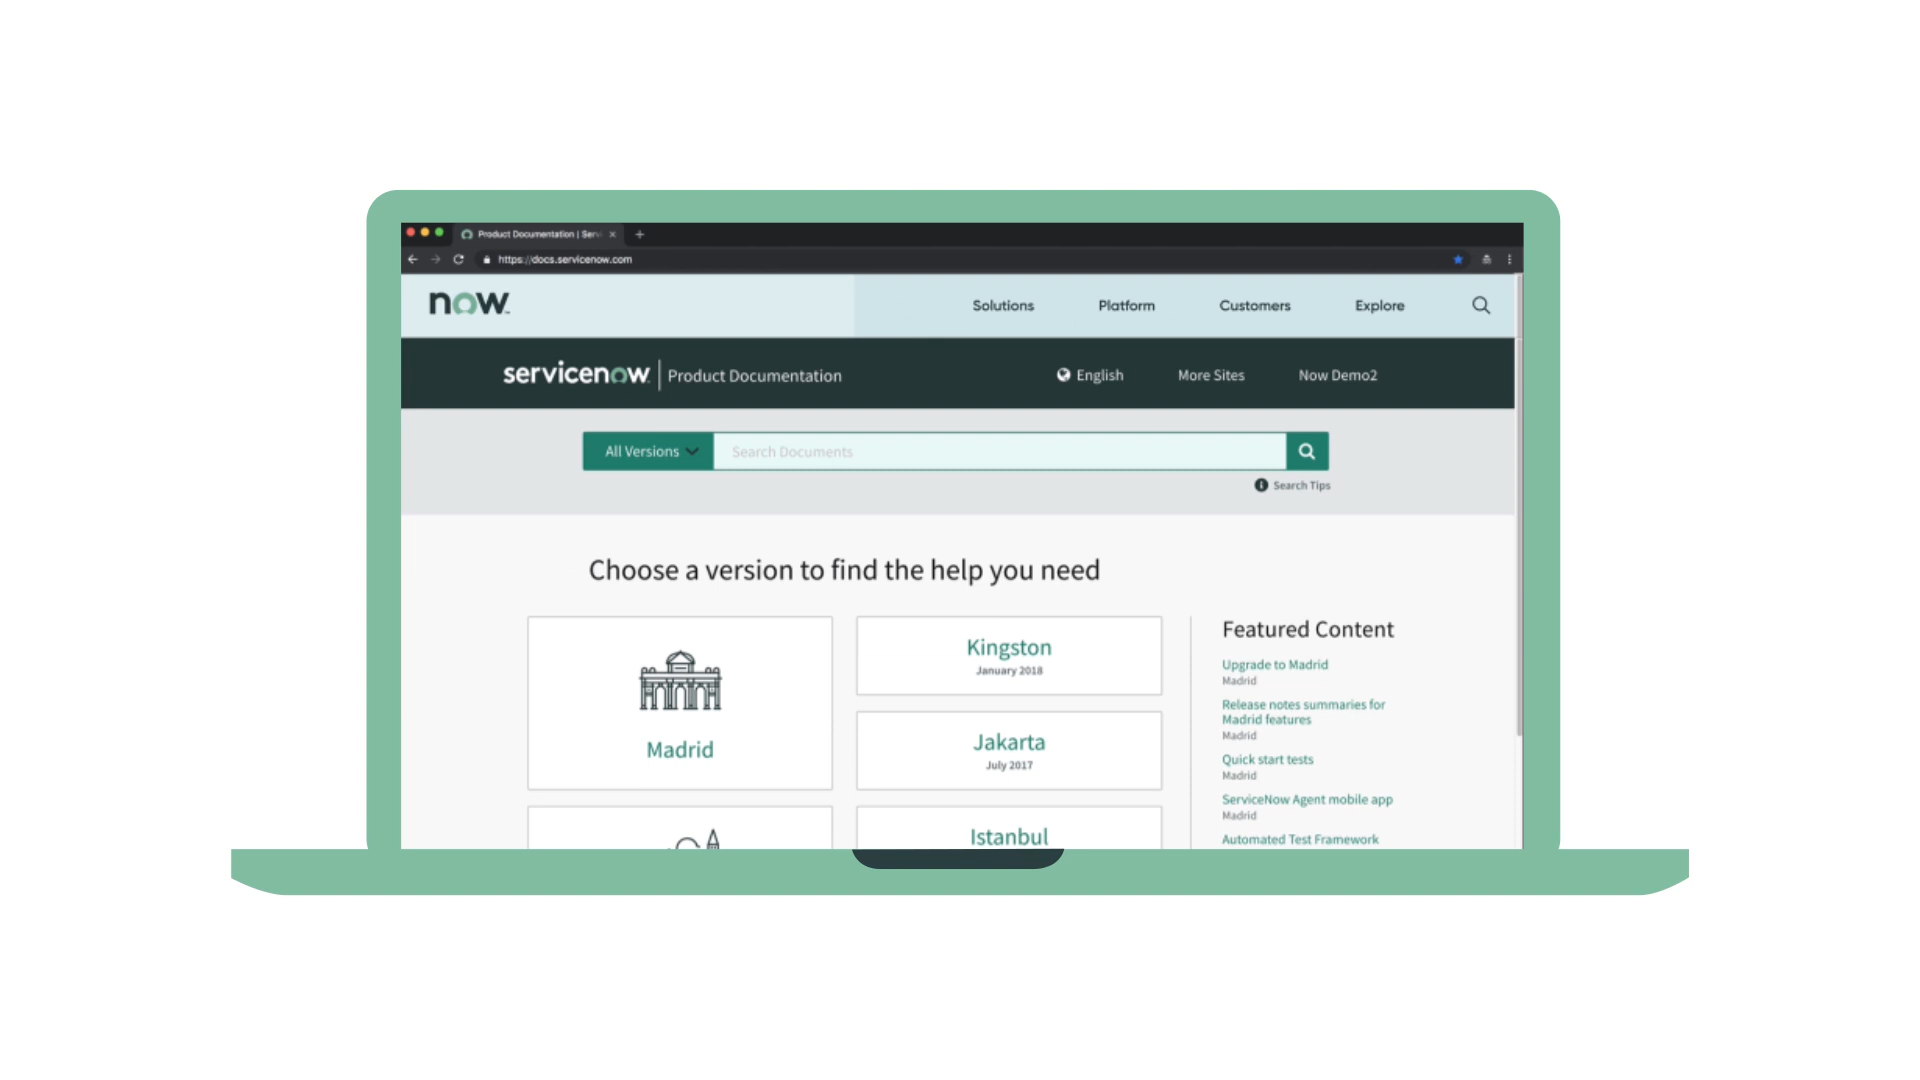 Product Documentation | Serv
https://docs.servicenow.com
now
Solutions
Platform
Customers
Explore
servicenow
Product Documentation
English
More Sites
Now Demo2
All Versions
Search Documents
Search Tips
Choose a version to find the help you need
Madrid
Kingston
January 2018
Jakarta
July 2017
Istanbul
Featured Content
Upgrade to Madrid
Madrid
Release notes summaries for
Madrid features
Madrid
Quick start tests
Madrid
ServiceNow Agent mobile app
Madrid
Automated Test Framework